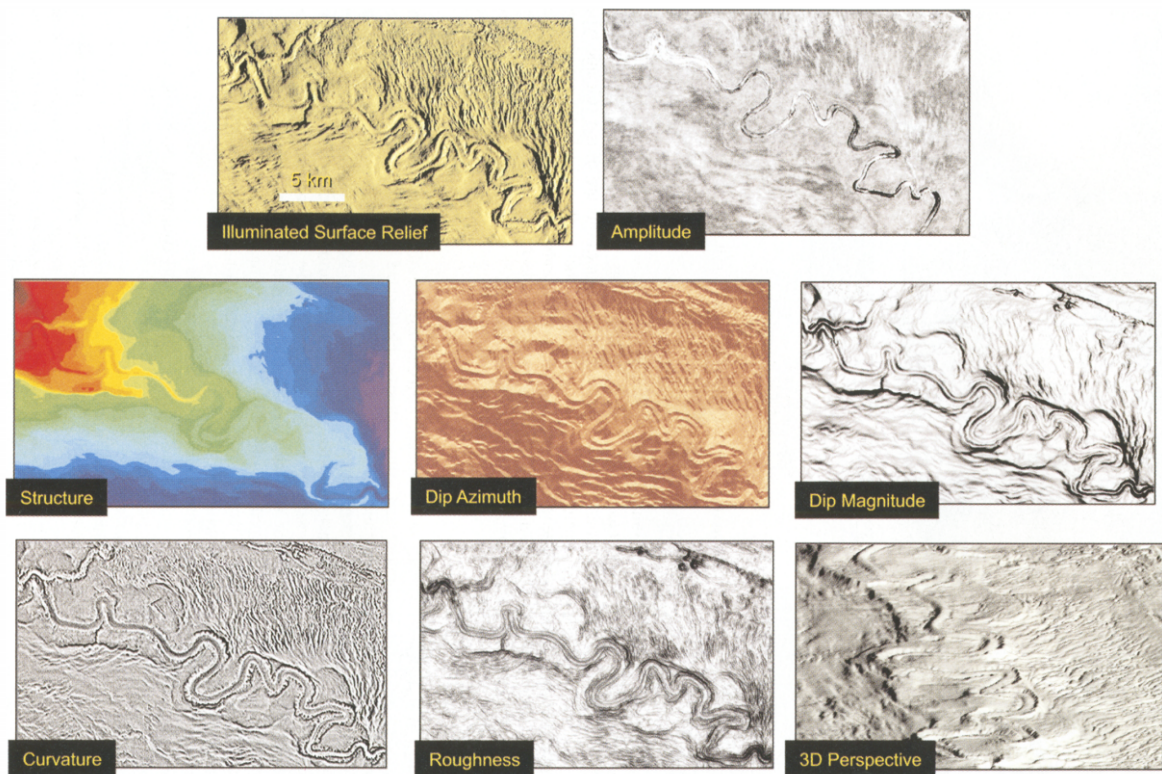 5 km
Illuminated Surface Relief
Amplitude
Structure
Dip Azimuth
Dip Magnitude
Curvature
Roughness
3D Perspective